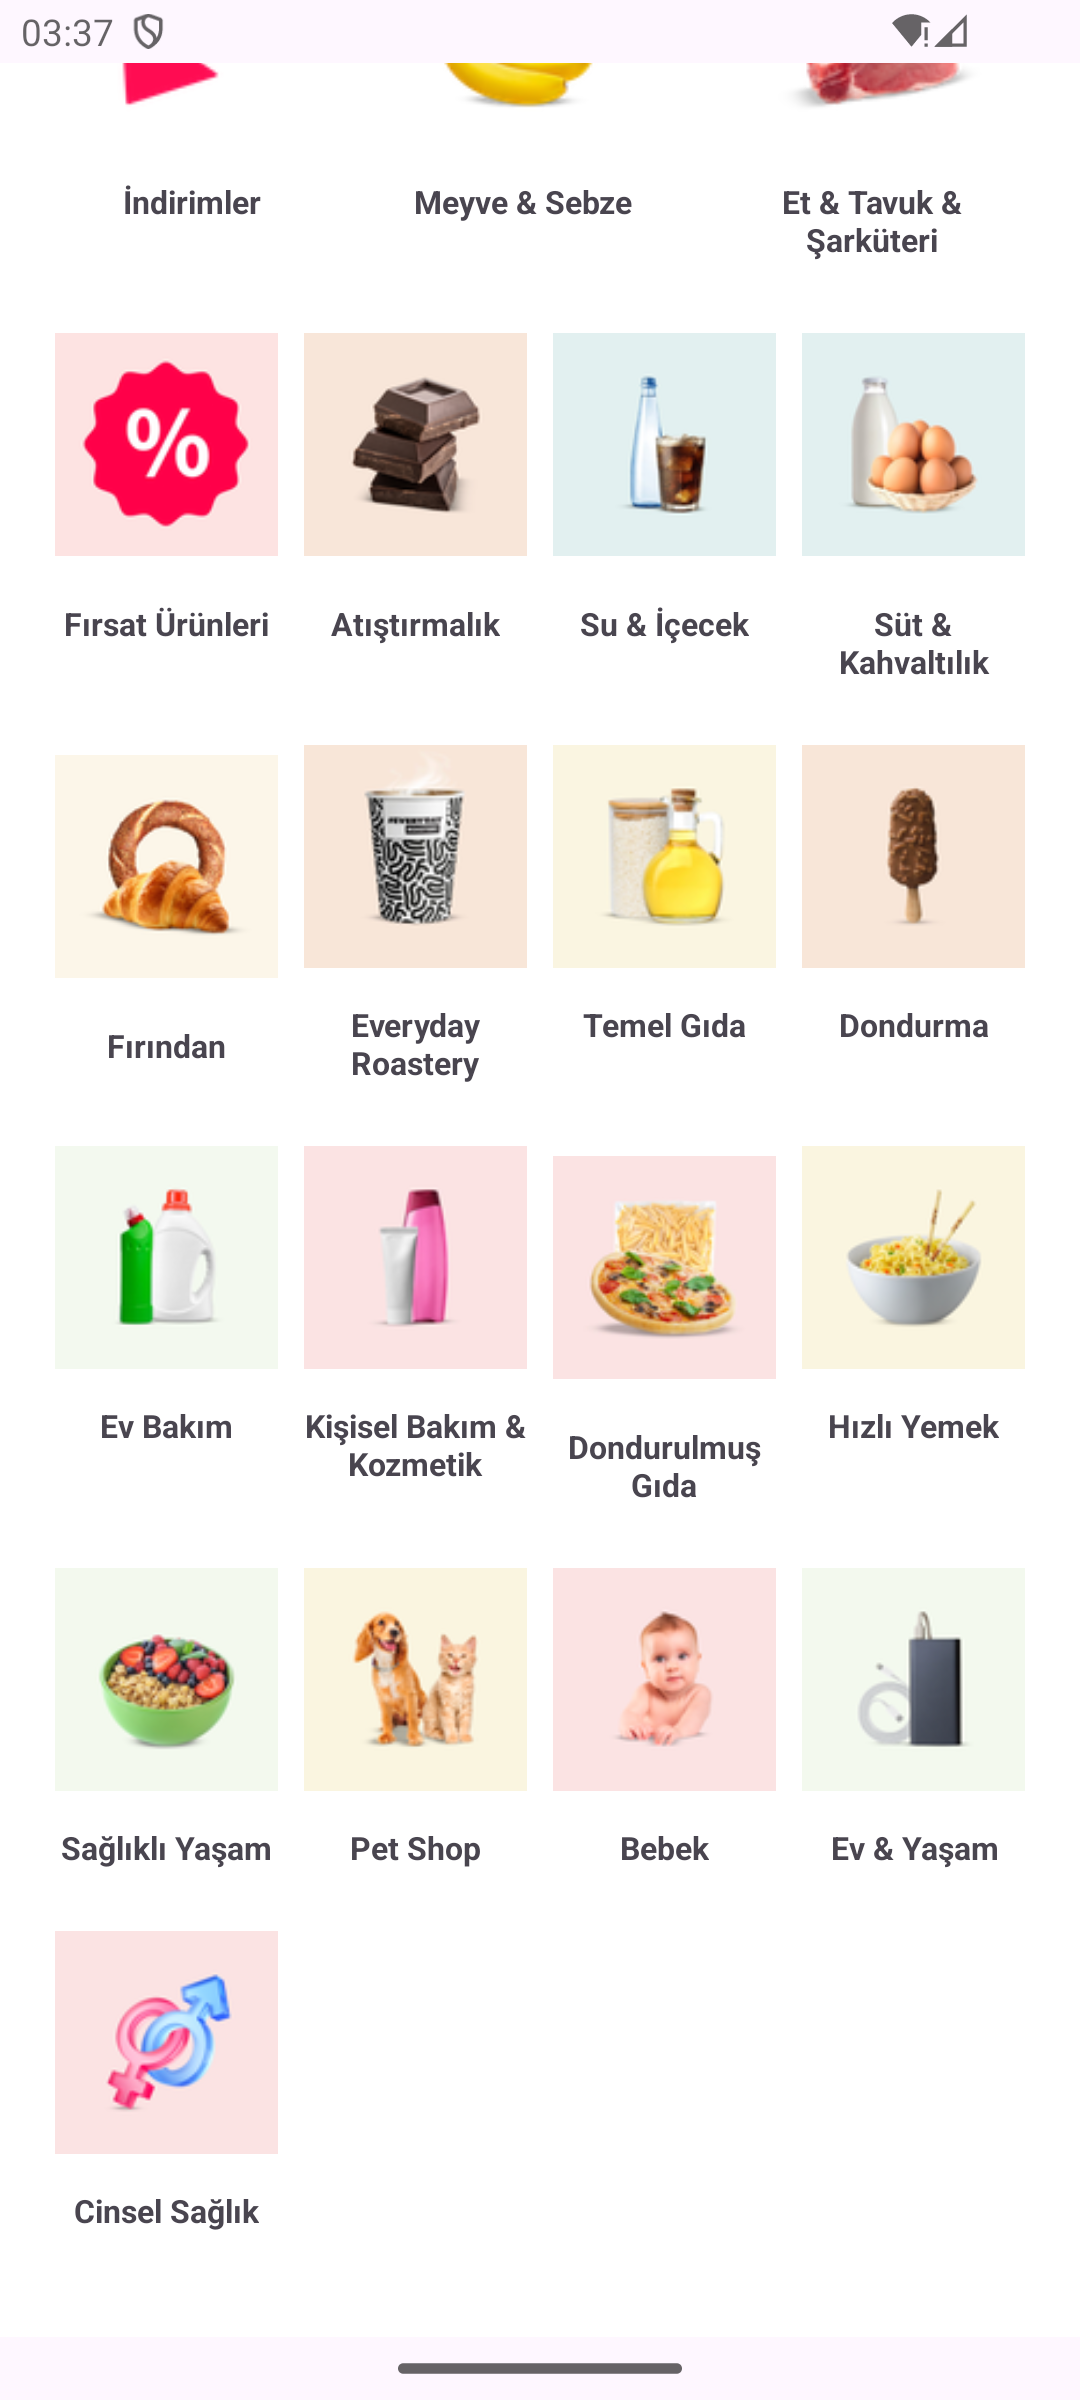 03:37
İndirimler
Meyve & Sebze
Et & Tavuk &
Şarküteri
%
Fırsat Ürünleri
Atıştırmalık
Su & İçecek
Süt &
Kahvaltılık
Fırından
Everyday
Roastery
Temel Gıda
Dondurma
Ev Bakım
Kişisel Bakım &
Kozmetik
Dondurulmuş
Gıda
Hızlı Yemek
Sağlıklı Yaşam
Pet Shop
Bebek
Ev & Yaşam
Cinsel Sağlık